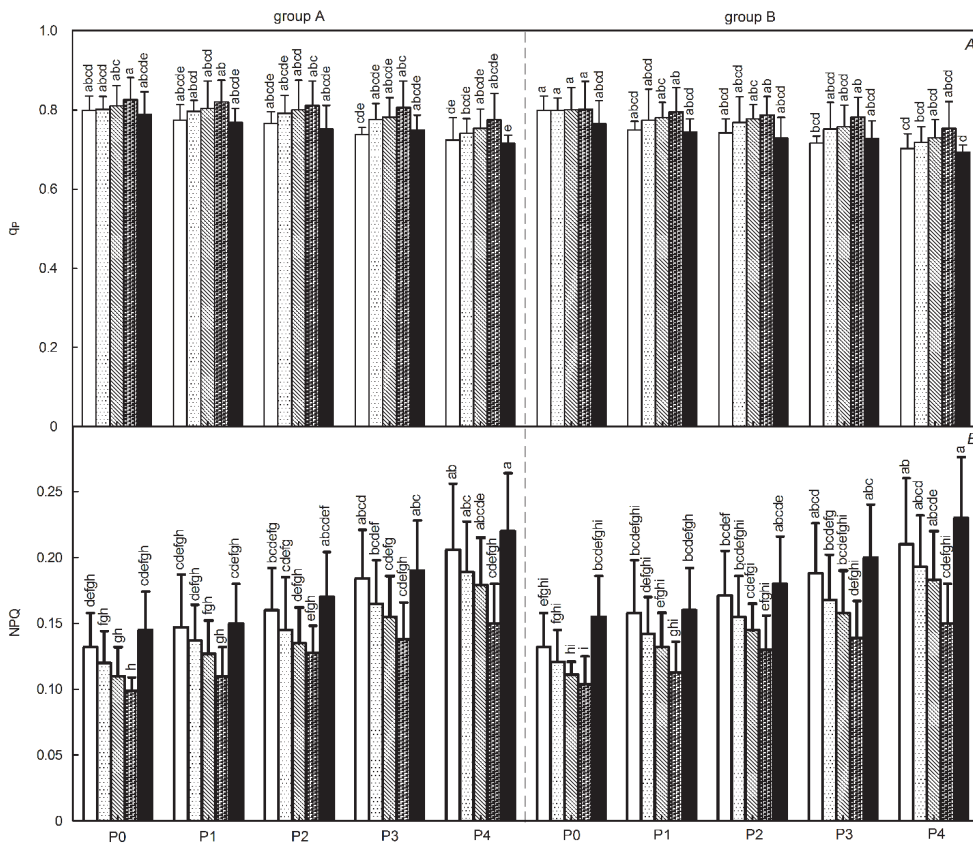 group A
group B
A
qP
1.0
0.8
0.6
0.4
0.2
0
abcd
abcd
abc
a
abcde
abcde
abcde
abcd
ab
abcde
abcde
abcde
abcd
abc
abcde
cde
abcde
abcde
abc
abcde
de
bcde
abcde
abcde
e
a
a
a
a
abcd
abcd
abcd
abc
ab
abcd
abcd
abcd
abc
ab
abcd
bcd
abcd
abc
ab
abcd
cd
bcd
abcd
abcd
d
B
NPQ
0.25
0.20
0.15
0.10
0.05
0
defgh
fgh
gh
h
cdefgh
cdefgh
defgh
fgh
gh
cdefgh
bcdefg
cdefg
defgh
efgh
abcdef
abcd
bcdef
cdefg
cdefgh
abc
ab
abc
abcde
cdefgh
a
efghi
fghi
hi
i
bcdefghi
bcdefghi
defghi
efghi
ghi
bcdefgh
bcdef
bcdefghi
cdefghi
efghi
abcde
abcd
bcdefg
bcdefghi
defghi
abc
ab
abcd
abcde
cdefghi
a
P0 P1 P2 P3 P4 P0 P1 P2 P3 P4